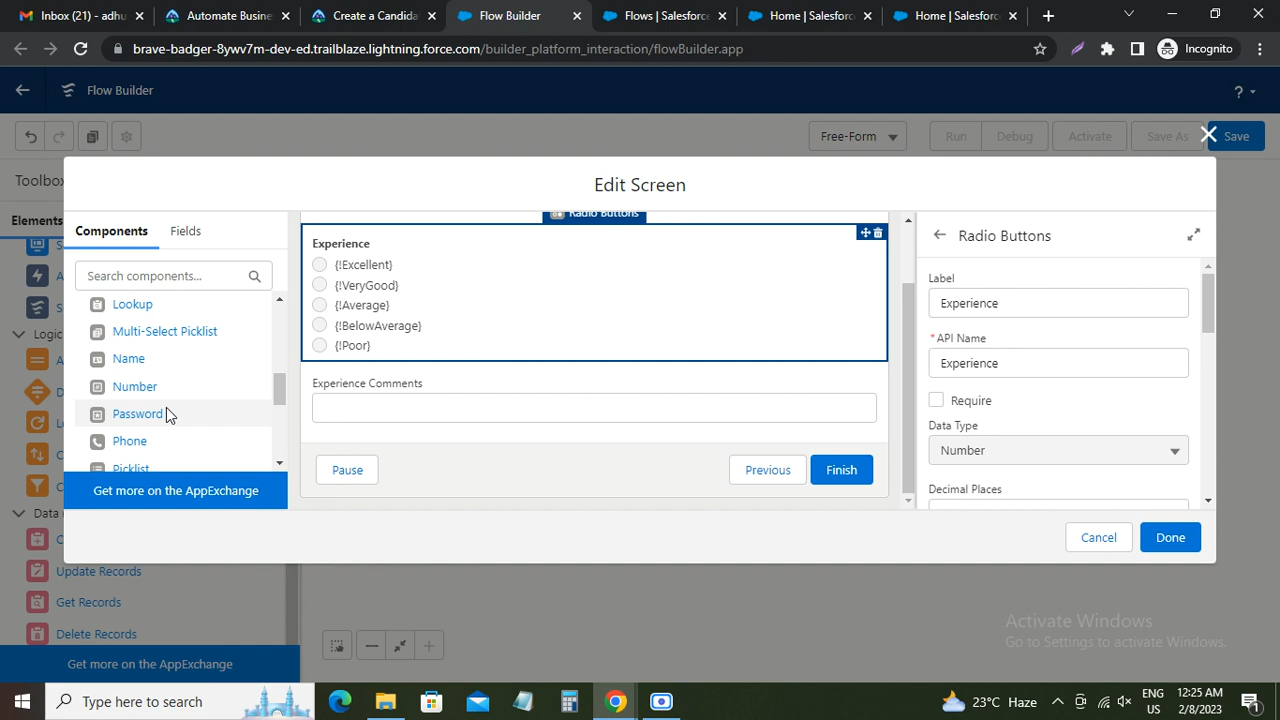 Inbox (21) - adhu
Automate Busine
Create a Candida
Flow Builder
Flows | Salesforce
Home | Salesforc
Home | Salesforc
brave-badger-8ywv7m-dev-ed.trailblaze.lightning.force.com/builder_platform_interaction/flowBuilder.app
Incognito
Flow Builder
?
Free-Form
Run
Debug
Activate
Save As
Save
Toolbox
Edit Screen
Elements
Components
Fields
Search components...
Lookup
Multi-Select Picklist
Name
Number
Password
Phone
Picklist
Get more on the AppExchange
Logic
Data
Update Records
Get Records
Delete Records
Get more on the AppExchange
Radio Buttons
Experience
{!Excellent}
{!VeryGood}
{!Average}
{!BelowAverage}
{!Poor}
Experience Comments
Pause
Previous
Finish
Radio Buttons
Label
Experience
*API Name
Experience
Require
Data Type
Number
Decimal Places
Cancel
Done
Activate Windows
Go to Settings to activate Windows.
Type here to search
23°C Haze
ENG
US
12:25 AM
2/8/2023
1